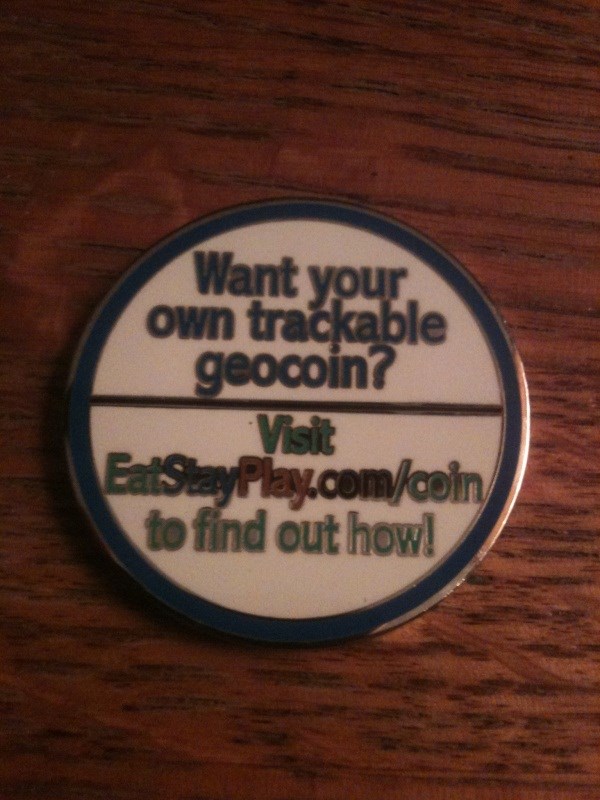 Want your
own trackable
geocoin?
Visit
EatStayPlay.com/coin
to find out how!